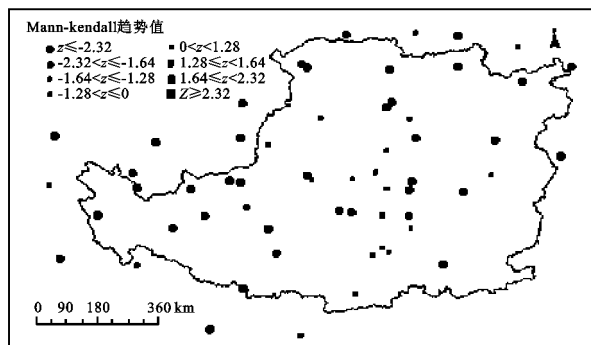 Mann-kendall趋势值
z≤-2.32
0<z<1.28
-2.32<z≤-1.64
1.28≤z<1.64
-1.64<z≤-1.28
1.64≤z<2.32
-1.28<z≤0
Z≥2.32
0 90 180 360 km